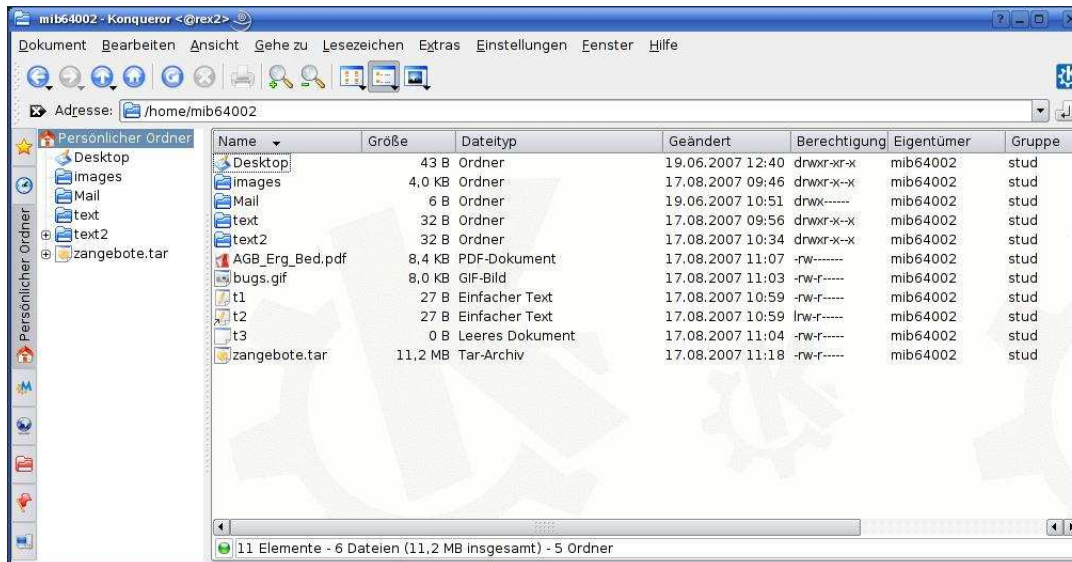 mib64002 - Konqueror <@rex2>
Dokument Bearbeiten Ansicht Gehe zu Lesezeichen Extras Einstellungen Fenster Hilfe
Adresse: /home/mib64002
Persönlicher Ordner
Persönlicher Ordner
Desktop
images
Mail
text
text2
zangebote.tar
Name Größe Dateityp Geändert Berechtigung Eigentümer Gruppe
Desktop 43 B Ordner 19.06.2007 12:40 drwxr-xr-x mib64002 stud
images 4,0 KB Ordner 17.08.2007 09:46 drwxr-x--x mib64002 stud
Mail 6 B Ordner 19.06.2007 10:51 drwx------ mib64002 stud
text 32 B Ordner 17.08.2007 09:56 drwxr-x--x mib64002 stud
text2 32 B Ordner 17.08.2007 10:34 drwxr-x--x mib64002 stud
AGB_Erg_Bed.pdf 8,4 KB PDF-Dokument 17.08.2007 11:07 -rw------- mib64002 stud
bugs.gif 8,0 KB GIF-Bild 17.08.2007 11:03 -rw-r----- mib64002 stud
t1 27 B Einfacher Text 17.08.2007 10:59 -rw-r----- mib64002 stud
t2 27 B Einfacher Text 17.08.2007 10:59 lrw-r----- mib64002 stud
t3 0 B Leeres Dokument 17.08.2007 11:04 -rw-r----- mib64002 stud
zangebote.tar 11,2 MB Tar-Archiv 17.08.2007 11:18 -rw-r----- mib64002 stud
11 Elemente - 6 Dateien (11,2 MB insgesamt) - 5 Ordner